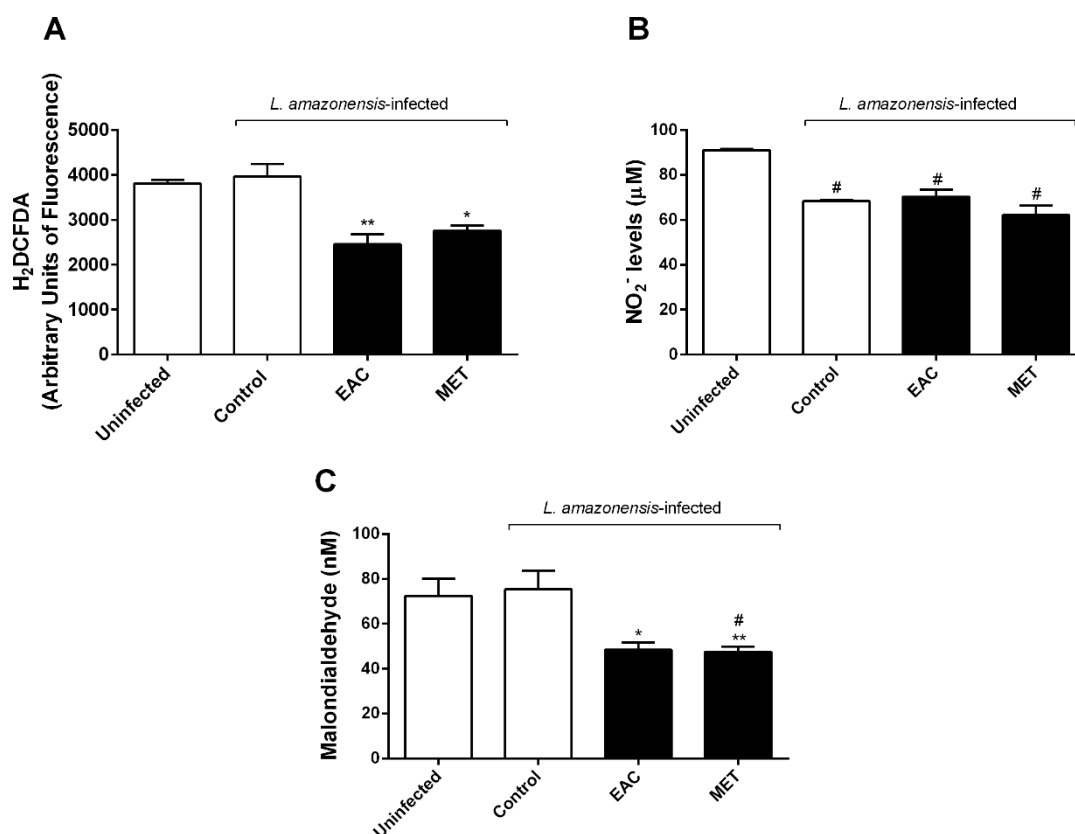 A
L. amazonensis-infected
H₂DCFDA
(Arbitrary Units of Fluorescence)
5000
4000
3000
2000
1000
0
**
*
Uninfected
Control
EAC
MET
B
L. amazonensis-infected
NO₂⁻ levels (μM)
100
80
60
40
20
0
#
#
#
Uninfected
Control
EAC
MET
C
L. amazonensis-infected
Malondialdehyde (nM)
100
80
60
40
20
0
*
#
**
Uninfected
Control
EAC
MET